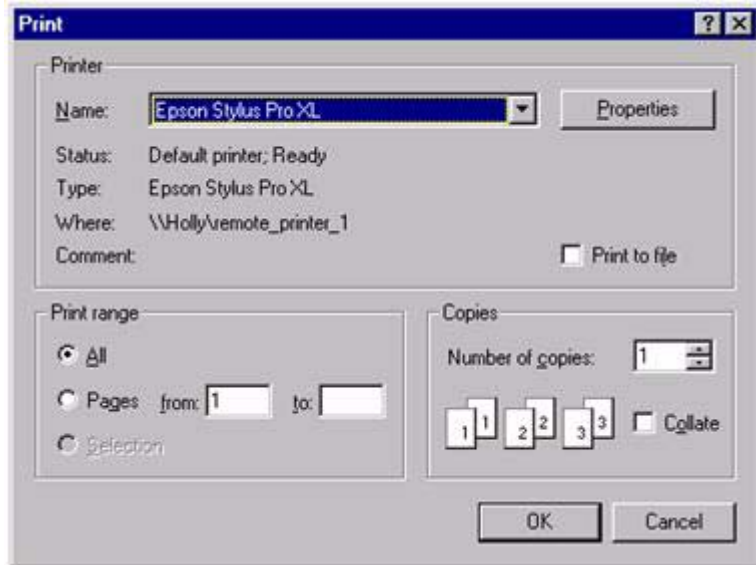 Print
Printer
Name: Epson Stylus Pro XL Properties
Status: Default printer; Ready
Type: Epson Stylus Pro XL
Where: \\Holly\remote_printer_1
Comment: Print to file
Print range
All
Pages from: 1 to:
Selection
Copies
Number of copies: 1
1 1 2 2 3 3 Collate
OK Cancel